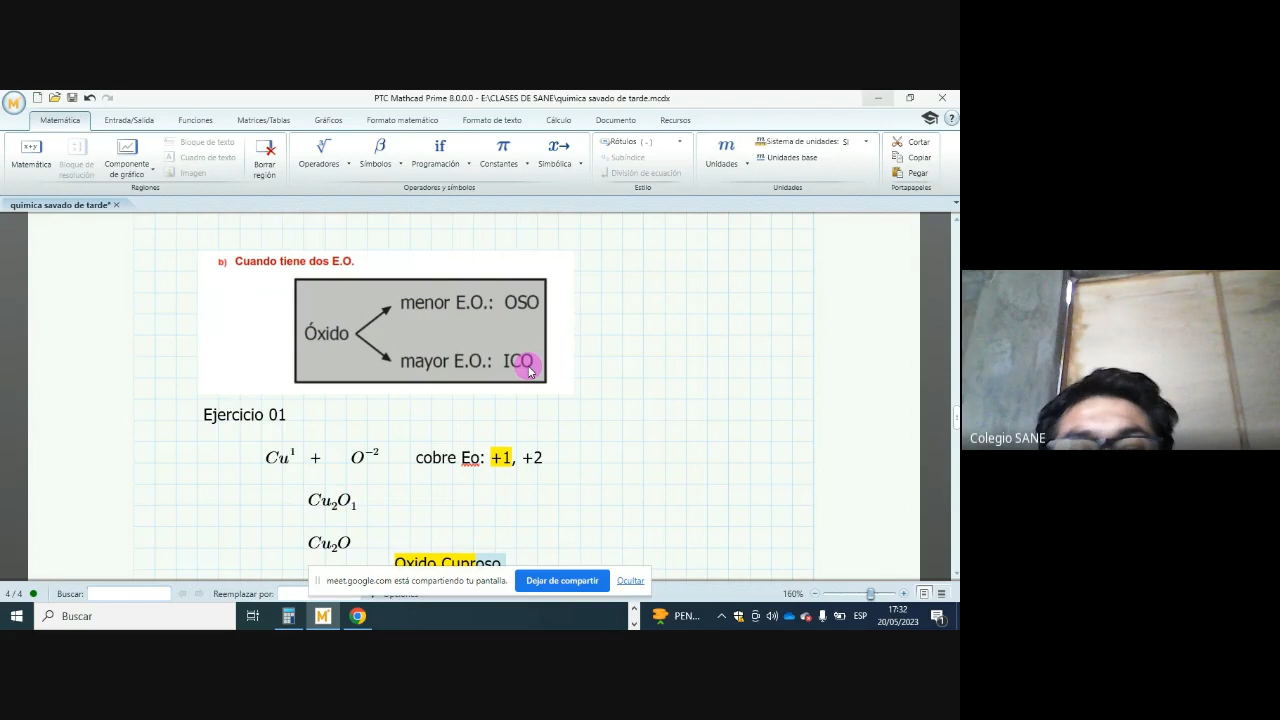 PTC Mathcad Prime 8.0.0.0 - E:\CLASES DE SANE\quimica savado de tarde.mcdx
Matemática Entrada/Salida Funciones Gráficos Matrices/Tablas Formato matemático Formato de texto Cálculo Documento Recursos
Matemática
Bloque de resolución
Componente de gráfico
Bloque de texto
Cuadro de texto
Imagen
Borrar región
Regiones
Operadores
Símbolos
Programación
Constantes
Simbólica
Operadores y símbolos
Rótulos ( - )
Subíndice
División de ecuación
Estilo
Unidades
Sistema de unidades: SI
Unidades base
Unidades
Cortar
Copiar
Pegar
Portapapeles
quimica savado de tarde*
b) Cuando tiene dos E.O.
menor E.O.: OSO
Óxido
mayor E.O.: ICO
Ejercicio 01
Cu¹ + O⁻² cobre Eo: +1, +2
Cu₂O₁
Cu₂O
Oxido Cuproso
meet.google.com está compartiendo tu pantalla. Dejar de compartir Ocultar
4/4 Buscar: Reemplazar por: 160%
Buscar
PEN... ESP 17:32
20/05/2023
Colegio SANE